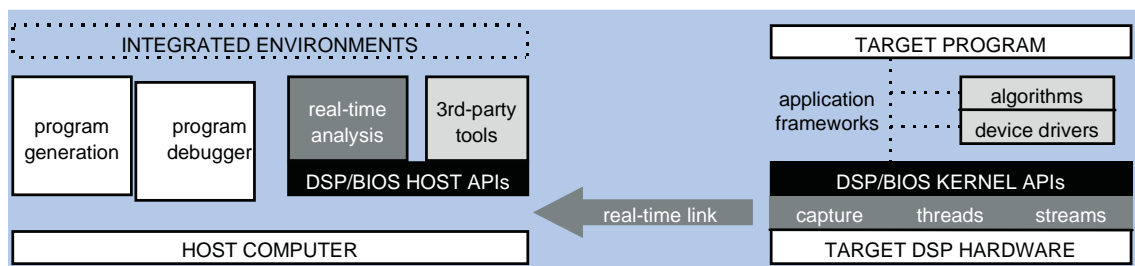 INTEGRATED ENVIRONMENTS
program
generation
program
debugger
real-time
analysis
3rd-party
tools
DSP/BIOS HOST APIs
HOST COMPUTER
real-time link
TARGET PROGRAM
application
frameworks
algorithms
device drivers
DSP/BIOS KERNEL APIs
capture threads streams
TARGET DSP HARDWARE